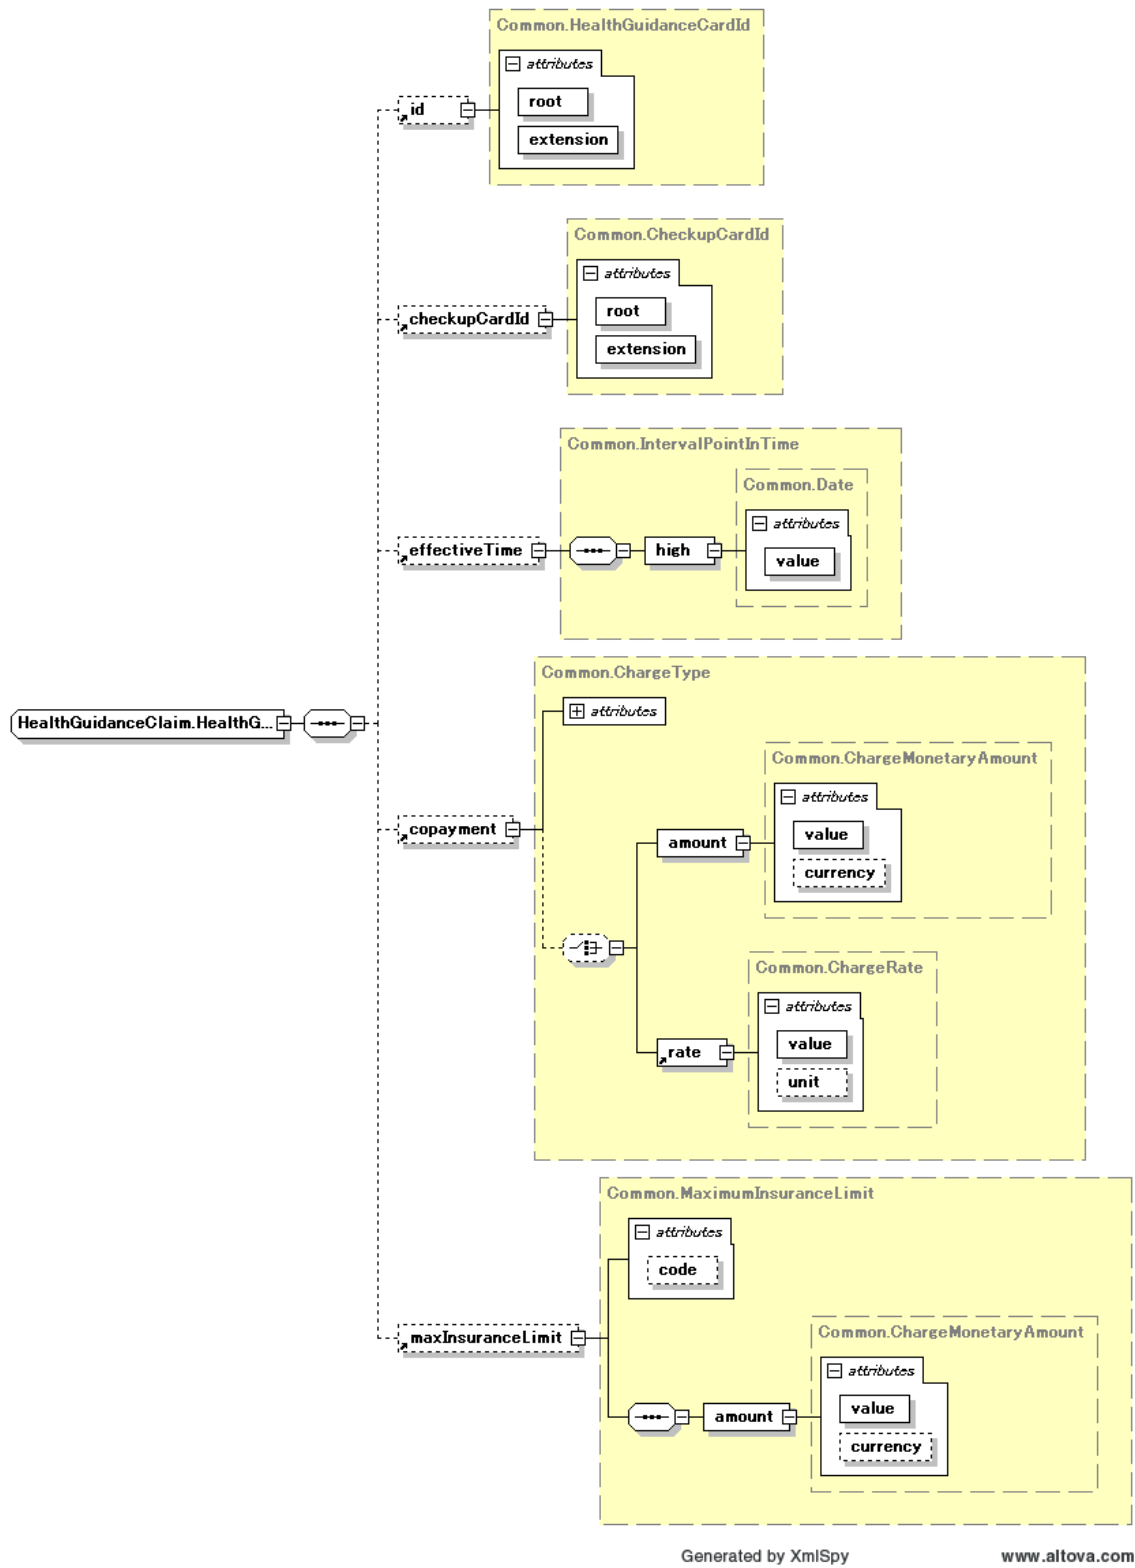 Common.HealthGuidanceCardId
attributes
id
root
extension
Common.CheckupCardId
attributes
checkupCardId
root
extension
Common.IntervalPointInTime
Common.Date
attributes
effectiveTime
high
value
Common.ChargeType
attributes
HealthGuidanceClaim.HealthG...
Common.ChargeMonetaryAmount
attributes
copayment
amount
value
currency
Common.ChargeRate
attributes
rate
value
unit
Common.MaximumInsuranceLimit
attributes
code
maxInsuranceLimit
Common.ChargeMonetaryAmount
attributes
amount
value
currency
Generated by XmlSpy
www.altova.com